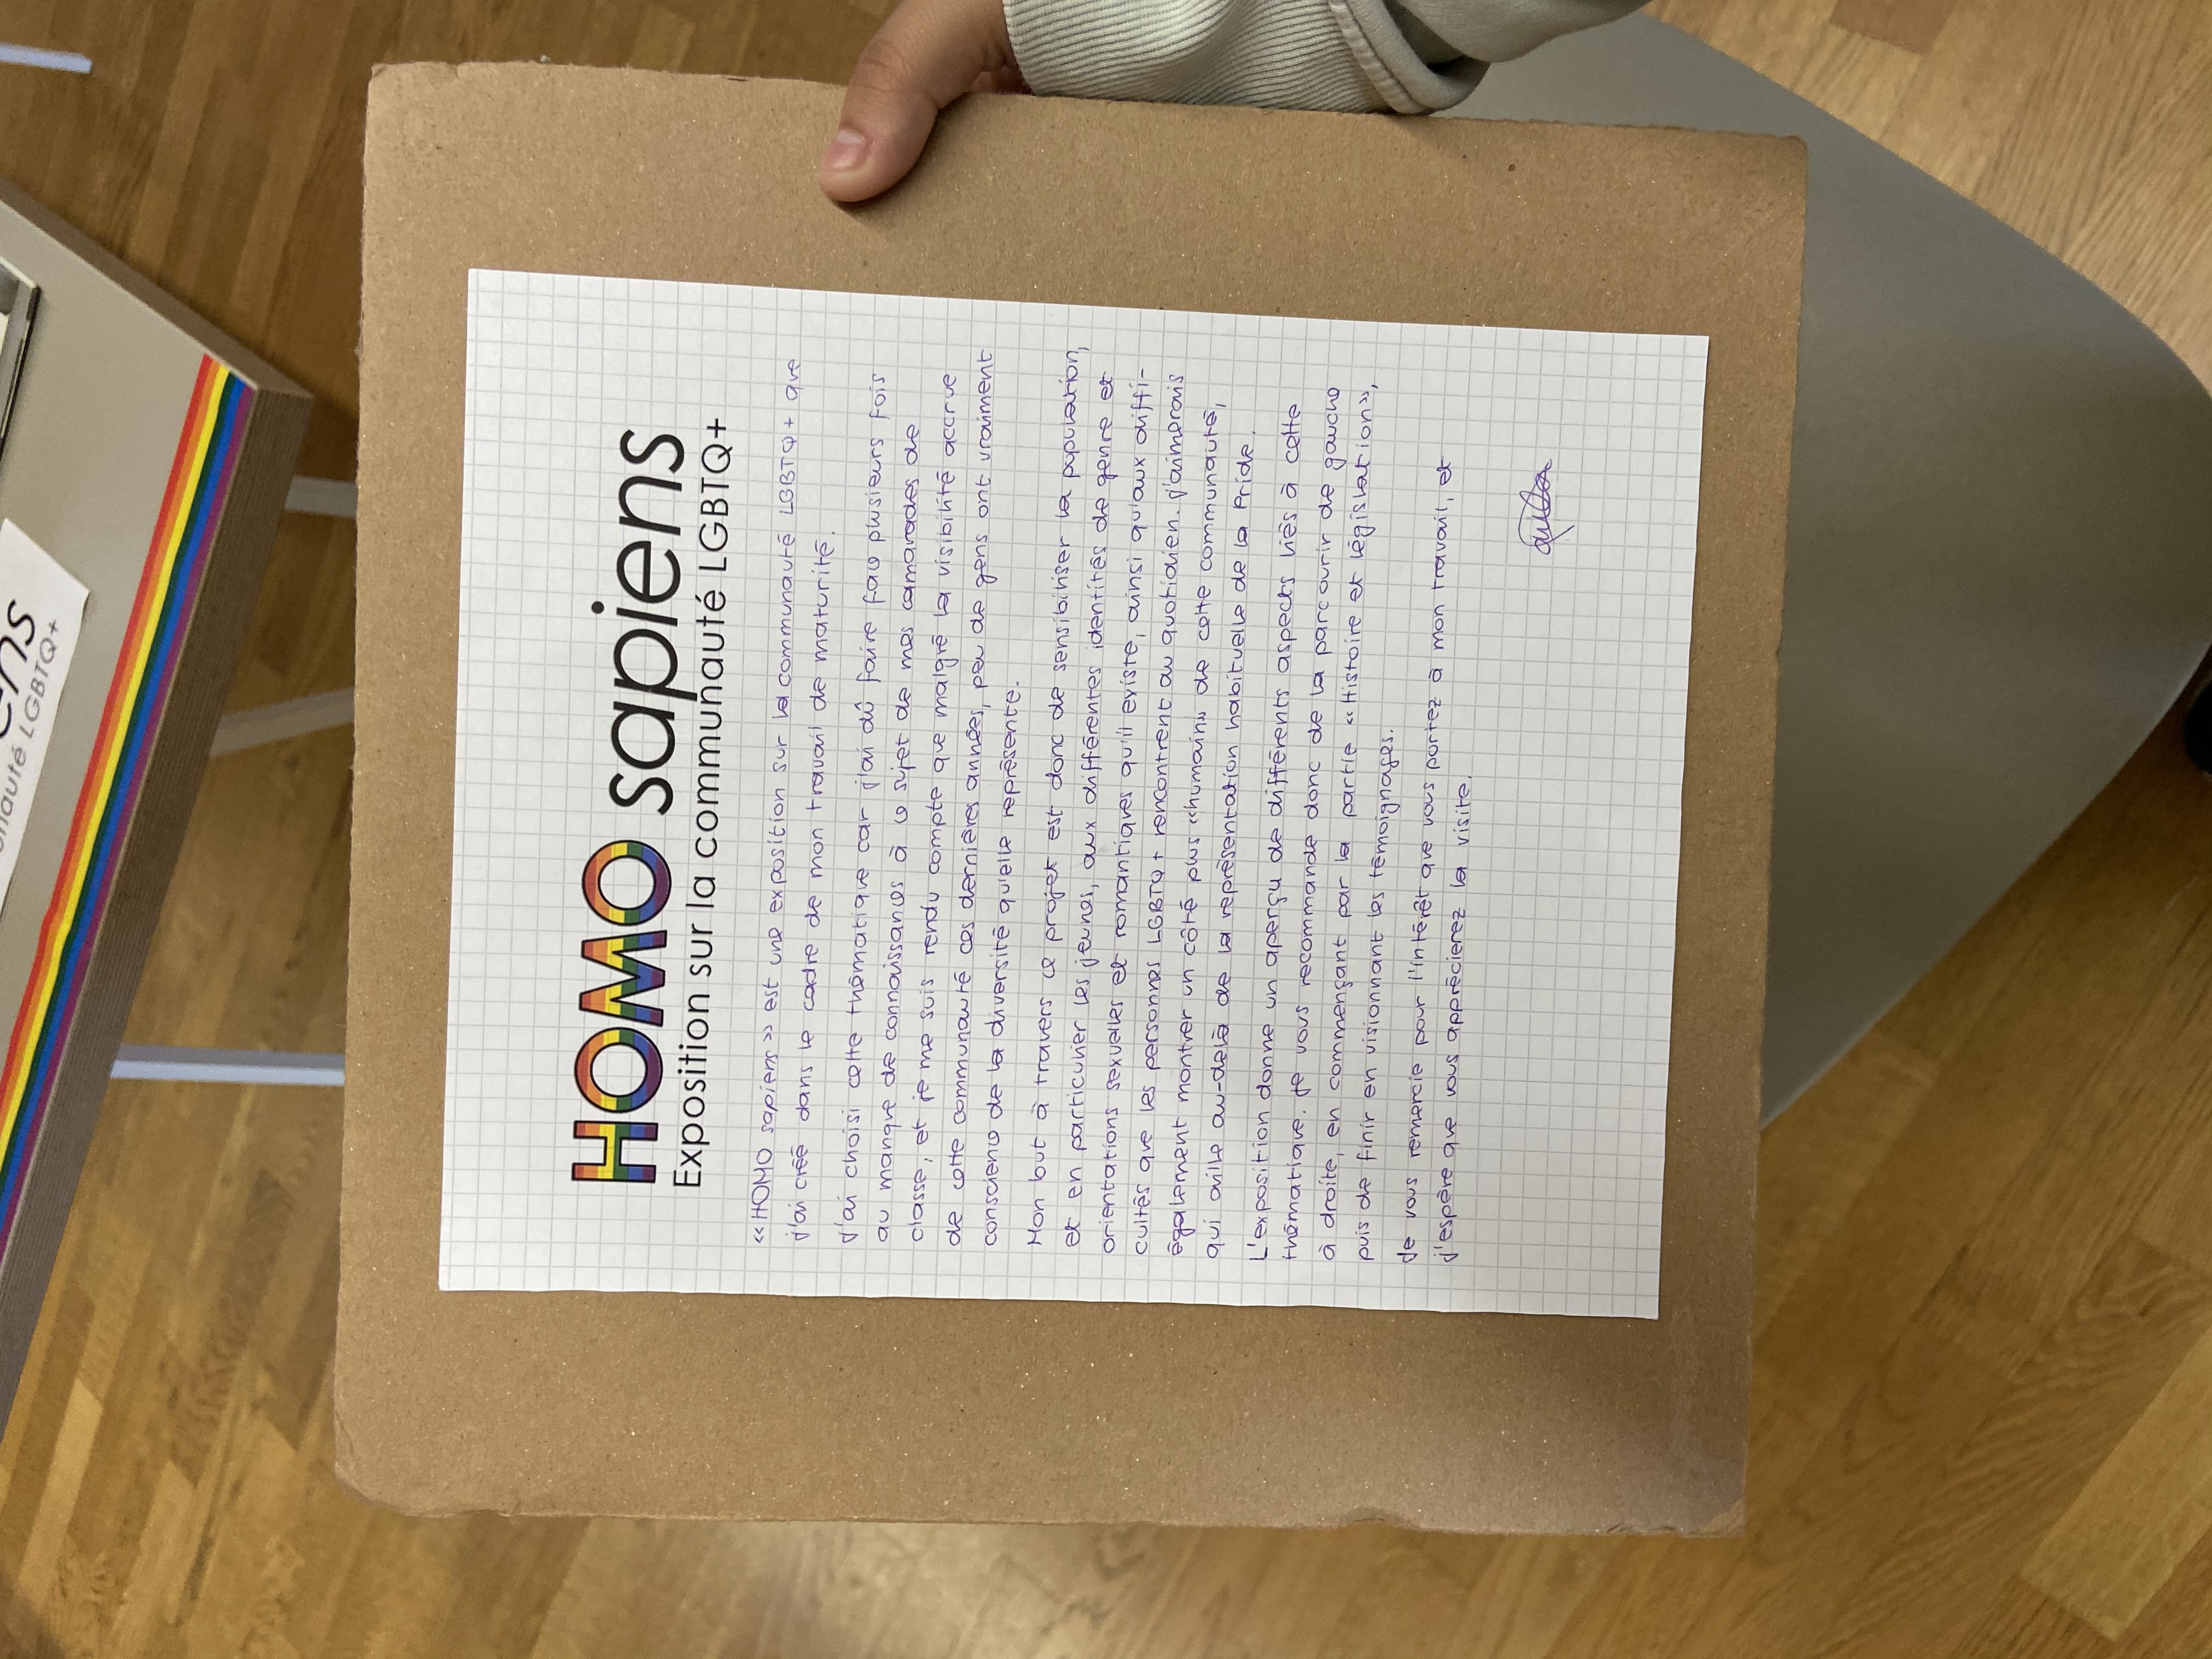 ens
nauté LGBTQ+
HOMO sapiens
Exposition sur la communauté LGBTQ+
«HOMO sapiens» est une exposition sur la communauté LGBTQ+ que
j'ai créé dans le cadre de mon travail de maturité.
J'ai choisi cette thématique car j'ai dû faire face plusieurs fois
au manque de connaissances à ce sujet de mes camarades de
classe, et je me suis rendu compte que malgré la visibilité accrue
de cette communauté ces dernières années, peu de gens ont vraiment
conscience de la diversité qu'elle représente.
Mon but à travers ce projet est donc de sensibiliser la population,
et en particulier les jeunes, aux différentes identités de genre et
orientations sexuelles et romantiques qu'il existe, ainsi qu'aux diffi-
cultés que les personnes LGBTQ+ rencontrent au quotidien. J'aimerais
également montrer un côté plus «humain» de cette communauté,
qui aille au-delà de la représentation habituelle de la Pride.
L'exposition donne un aperçu de différents aspects liés à cette
thématique. Je vous recommande donc de la parcourir de gauche
à droite, en commençant par la partie «Histoire et législation»,
puis de finir en visionnant les témoignages.
Je vous remercie pour l'intérêt que vous portez à mon travail, et
j'espère que vous apprécierez la visite.